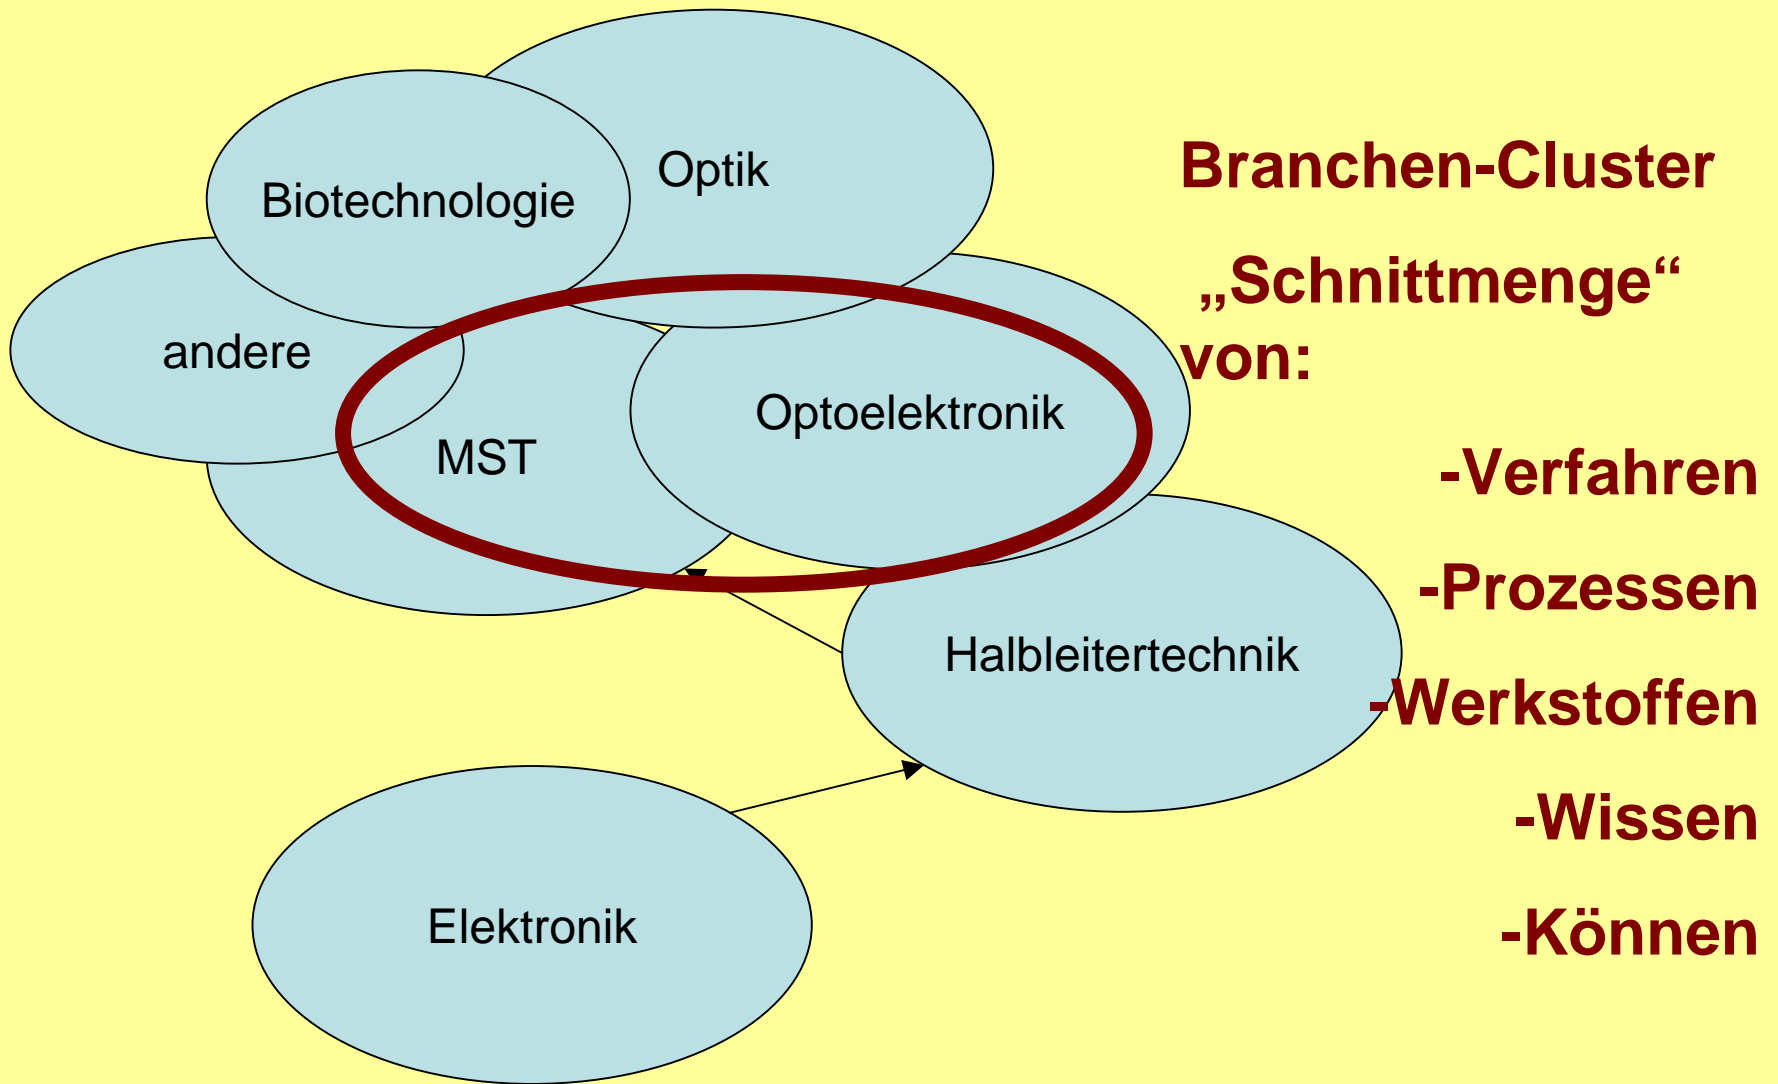 Optik
Biotechnologie
andere
Optoelektronik
MST
Halbleitertechnik
Elektronik
Branchen-Cluster
„Schnittmenge“
von:
-Verfahren
-Prozessen
-Werkstoffen
-Wissen
-Können